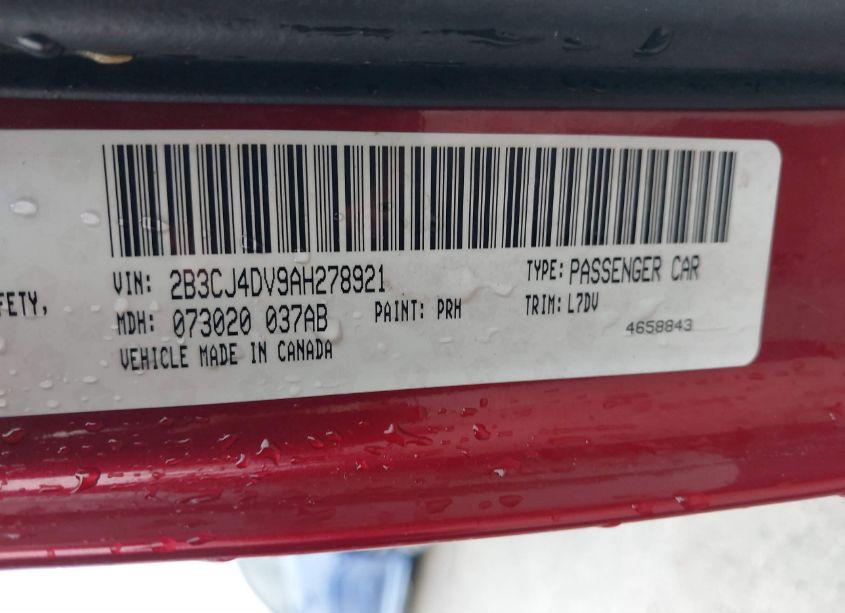 VIN: 2B3CJ4DV9AH278921 TYPE: PASSENGER CAR
FETY, MDH: 073020 037AB PAINT: PRH TRIM: L7DV
4658843
VEHICLE MADE IN CANADA